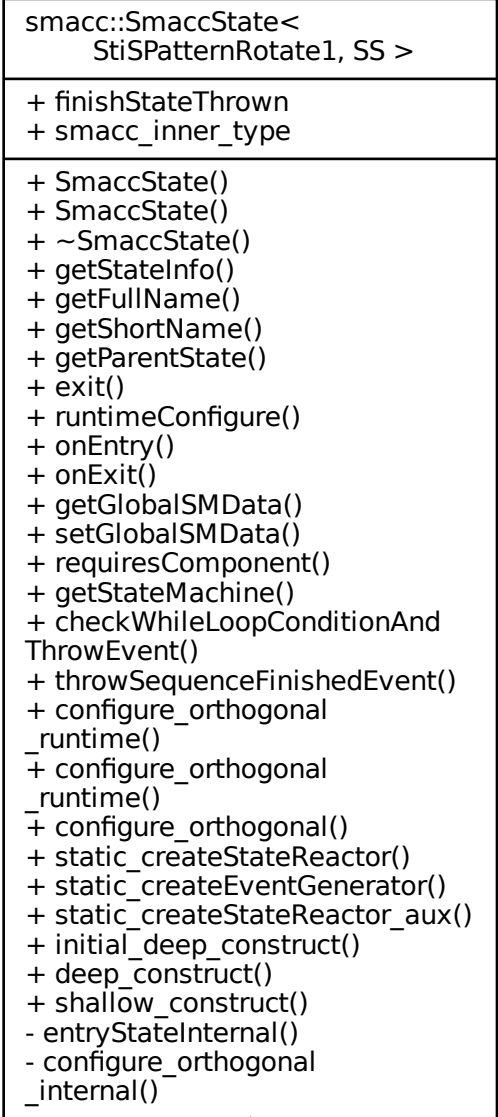 smacc::SmaccState<
StiSPatternRotate1, SS >
+ finishStateThrown
+ smacc_inner_type
+ SmaccState()
+ SmaccState()
+ ~SmaccState()
+ getStateInfo()
+ getFullName()
+ getShortName()
+ getParentState()
+ exit()
+ runtimeConfigure()
+ onEntry()
+ onExit()
+ getGlobalSMData()
+ setGlobalSMData()
+ requiresComponent()
+ getStateMachine()
+ checkWhileLoopConditionAnd
ThrowEvent()
+ throwSequenceFinishedEvent()
+ configure_orthogonal
_runtime()
+ configure_orthogonal
_runtime()
+ configure_orthogonal()
+ static_createStateReactor()
+ static_createEventGenerator()
+ static_createStateReactor_aux()
+ initial_deep_construct()
+ deep_construct()
+ shallow_construct()
- entryStateInternal()
- configure_orthogonal
_internal()